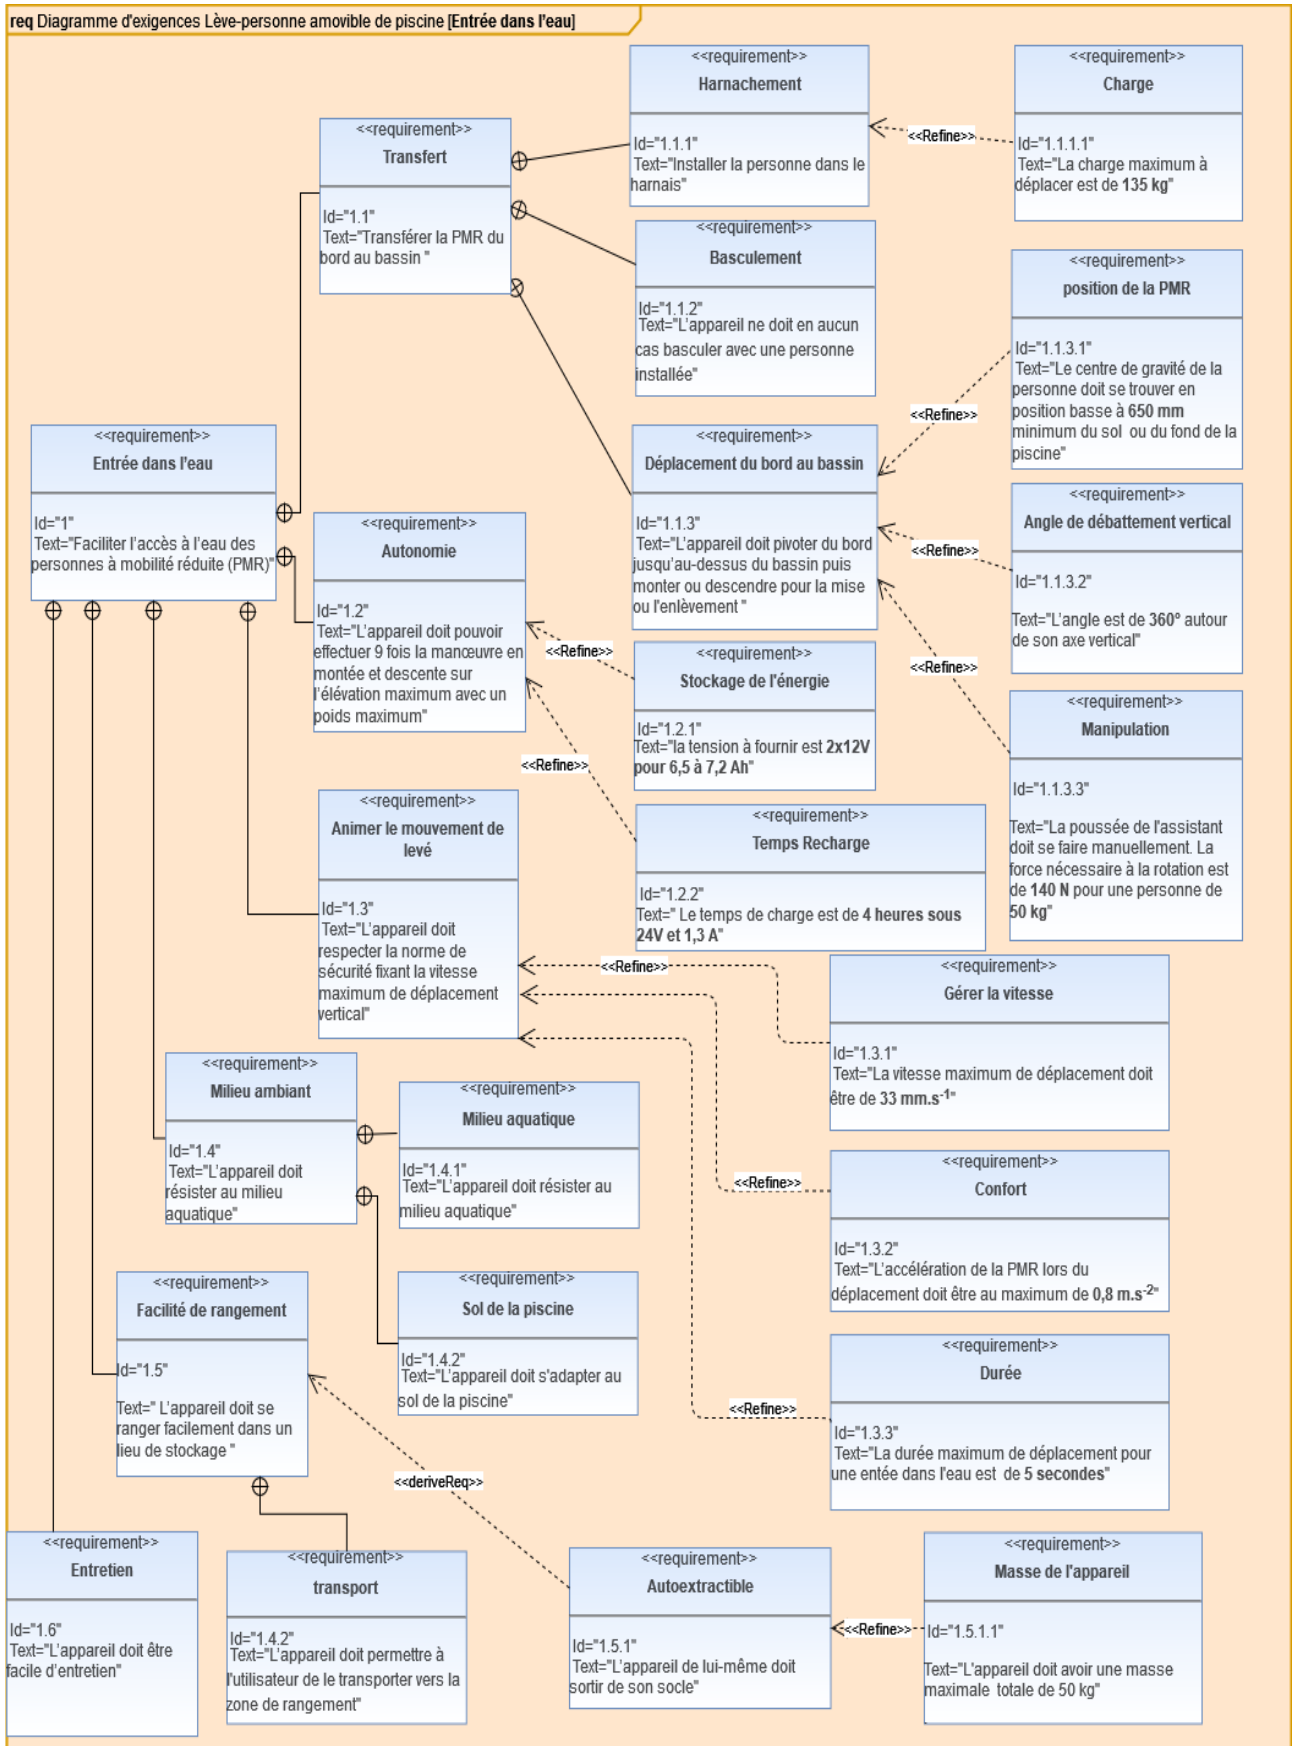 req Diagramme d'exigences Lève-personne amovible de piscine [Entrée dans l'eau]
<<requirement>>
Harnachement
Id="1.1.1"
Text="Installer la personne dans le
harnais"
<<Refine>>
<<requirement>>
Charge
Id="1.1.1.1"
Text="La charge maximum à
déplacer est de 135 kg"
<<requirement>>
Transfert
Id="1.1"
Text="Transférer la PMR du
bord au bassin "
<<requirement>>
Basculement
Id="1.1.2"
Text="L'appareil ne doit en aucun
cas basculer avec une personne
installée"
<<requirement>>
position de la PMR
Id="1.1.3.1"
Text="Le centre de gravité de la
personne doit se trouver en
position basse à 650 mm
minimum du sol ou du fond de la
piscine"
<<Refine>>
<<requirement>>
Entrée dans l'eau
Id="1"
Text="Faciliter l'accès à l'eau des
personnes à mobilité réduite (PMR)"
<<requirement>>
Déplacement du bord au bassin
Id="1.1.3"
Text="L'appareil doit pivoter du bord
jusqu'au-dessus du bassin puis
monter ou descendre pour la mise
ou l'enlèvement "
<<Refine>>
<<requirement>>
Angle de débattement vertical
Id="1.1.3.2"
Text="L'angle est de 360° autour
de son axe vertical"
<<Refine>>
<<requirement>>
Autonomie
Id="1.2"
Text="L'appareil doit pouvoir
effectuer 9 fois la manœuvre en
montée et descente sur
l'élévation maximum avec un
poids maximum"
<<Refine>>
<<requirement>>
Stockage de l'énergie
Id="1.2.1"
Text="la tension à fournir est 2x12V
pour 6,5 à 7,2 Ah"
<<requirement>>
Manipulation
Id="1.1.3.3"
Text="La poussée de l'assistant
doit se faire manuellement. La
force nécessaire à la rotation est
de 140 N pour une personne de
50 kg"
<<Refine>>
<<requirement>>
Temps Recharge
Id="1.2.2"
Text=" Le temps de charge est de 4 heures sous
24V et 1,3 A"
<<requirement>>
Animer le mouvement de
levé
Id="1.3"
Text="L'appareil doit
respecter la norme de
sécurité fixant la vitesse
maximum de déplacement
vertical"
<<Refine>>
<<requirement>>
Gérer la vitesse
Id="1.3.1"
Text="La vitesse maximum de déplacement doit
être de 33 mm.s-1"
<<requirement>>
Milieu ambiant
Id="1.4"
Text="L'appareil doit
résister au milieu
aquatique"
<<requirement>>
Milieu aquatique
Id="1.4.1"
Text="L'appareil doit résister au
milieu aquatique"
<<Refine>>
<<requirement>>
Confort
Id="1.3.2"
Text="L'accélération de la PMR lors du
déplacement doit être au maximum de 0,8 m.s-2"
<<requirement>>
Facilité de rangement
Id="1.5"
Text=" L'appareil doit se
ranger facilement dans un
lieu de stockage "
<<requirement>>
Sol de la piscine
Id="1.4.2"
Text="L'appareil doit s'adapter au
sol de la piscine"
<<Refine>>
<<requirement>>
Durée
Id="1.3.3"
Text="La durée maximum de déplacement pour
une entée dans l'eau est de 5 secondes"
<<deriveReq>>
<<requirement>>
Entretien
Id="1.6"
Text="L'appareil doit être
facile d'entretien"
<<requirement>>
transport
Id="1.4.2"
Text="L'appareil doit permettre à
l'utilisateur de le transporter vers la
zone de rangement"
<<requirement>>
Autoextractible
Id="1.5.1"
Text="L'appareil de lui-même doit
sortir de son socle"
<<Refine>>
<<requirement>>
Masse de l'appareil
Id="1.5.1.1"
Text="L'appareil doit avoir une masse
maximale totale de 50 kg"